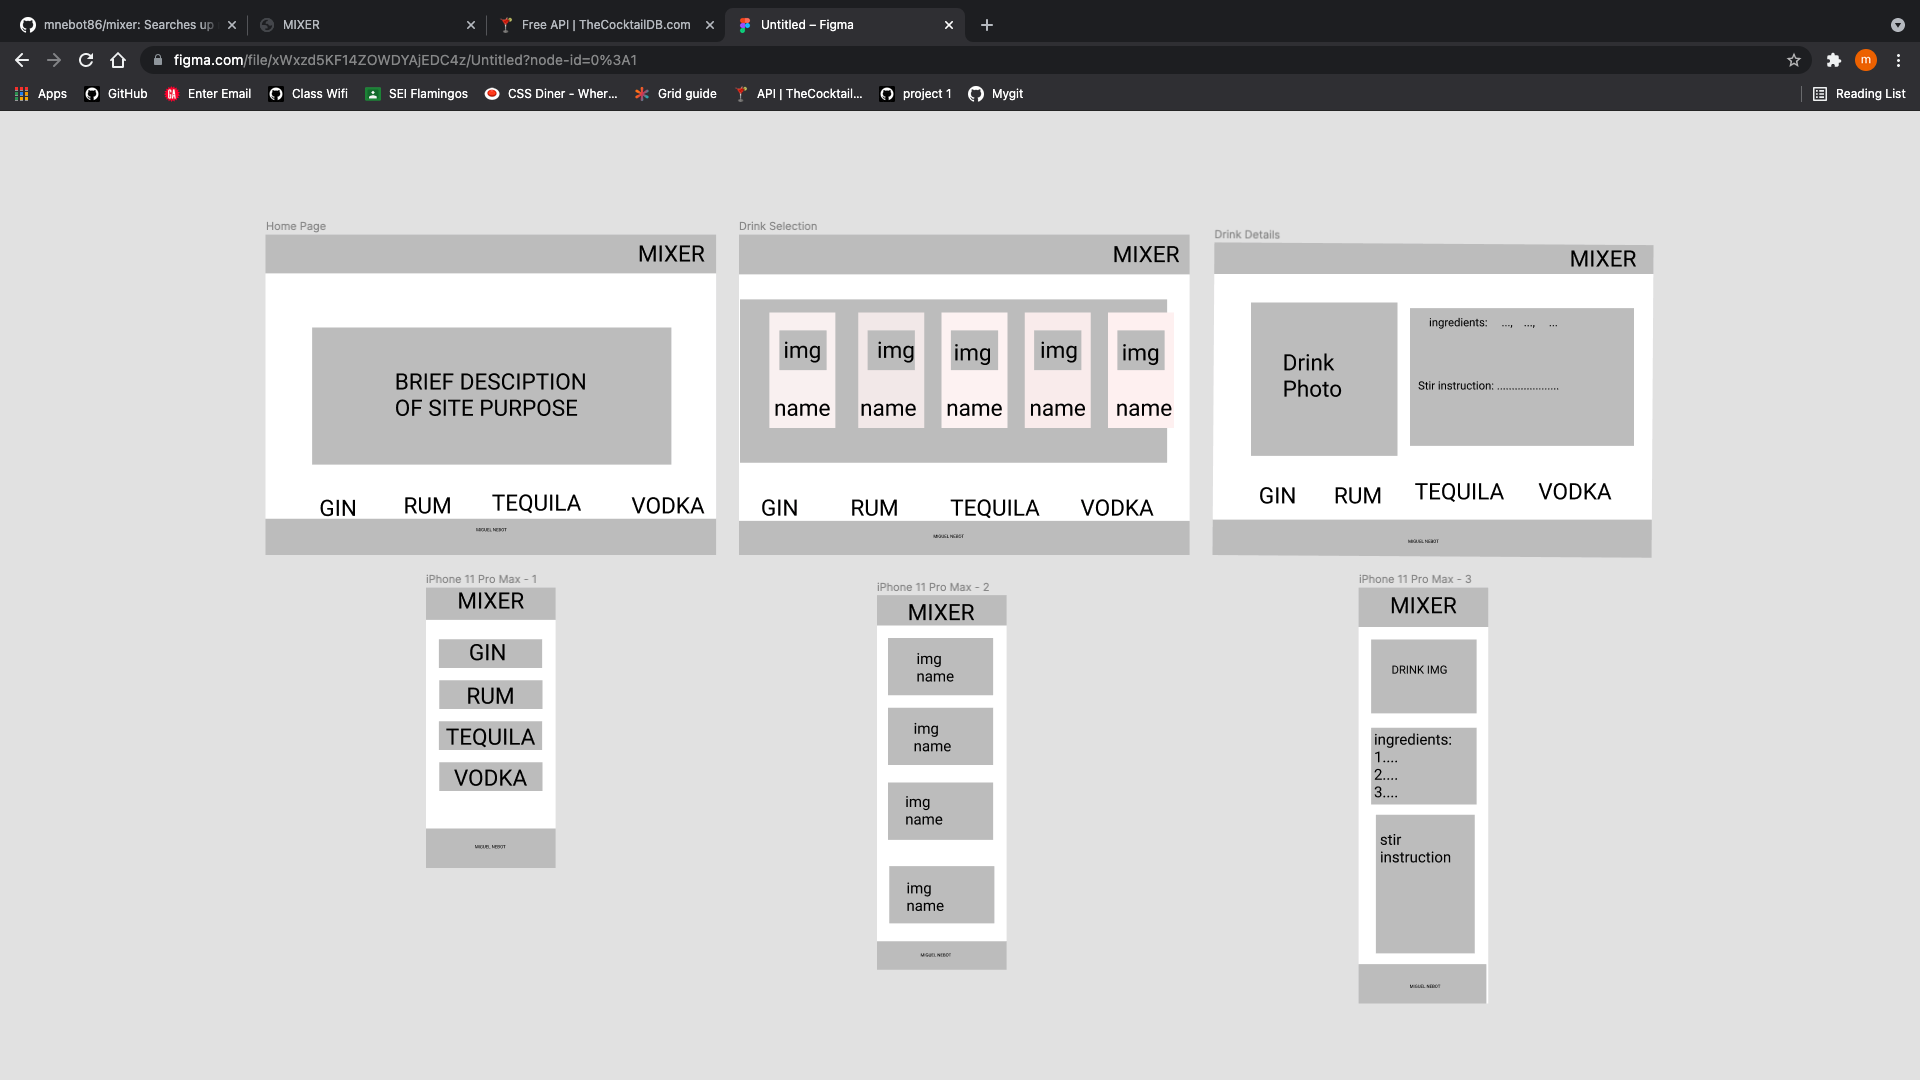 mnebot86/mixer: Searches up
MIXER
Free API | TheCocktailDB.com
Untitled – Figma
figma.com/file/xWxzd5KF14ZOWDYAjEDC4z/Untitled?node-id=0%3A1
m
Apps
GitHub
GA
Enter Email
Class Wifi
SEI Flamingos
CSS Diner - Wher...
Grid guide
API | TheCocktail...
project 1
Mygit
Reading List
Home Page
MIXER
BRIEF DESCIPTION
OF SITE PURPOSE
GIN
RUM
TEQUILA
VODKA
MIGUEL NEBOT
Drink Selection
MIXER
img
img
img
img
img
name
name
name
name
name
GIN
RUM
TEQUILA
VODKA
MIGUEL NEBOT
Drink Details
MIXER
Drink
Photo
ingredients: ..., ..., ...
Stir instruction: .....................
GIN
RUM
TEQUILA
VODKA
MIGUEL NEBOT
iPhone 11 Pro Max - 1
MIXER
GIN
RUM
TEQUILA
VODKA
MIGUEL NEBOT
iPhone 11 Pro Max - 2
MIXER
img
name
img
name
img
name
img
name
MIGUEL NEBOT
iPhone 11 Pro Max - 3
MIXER
DRINK IMG
ingredients:
1....
2....
3....
stir
instruction
MIGUEL NEBOT